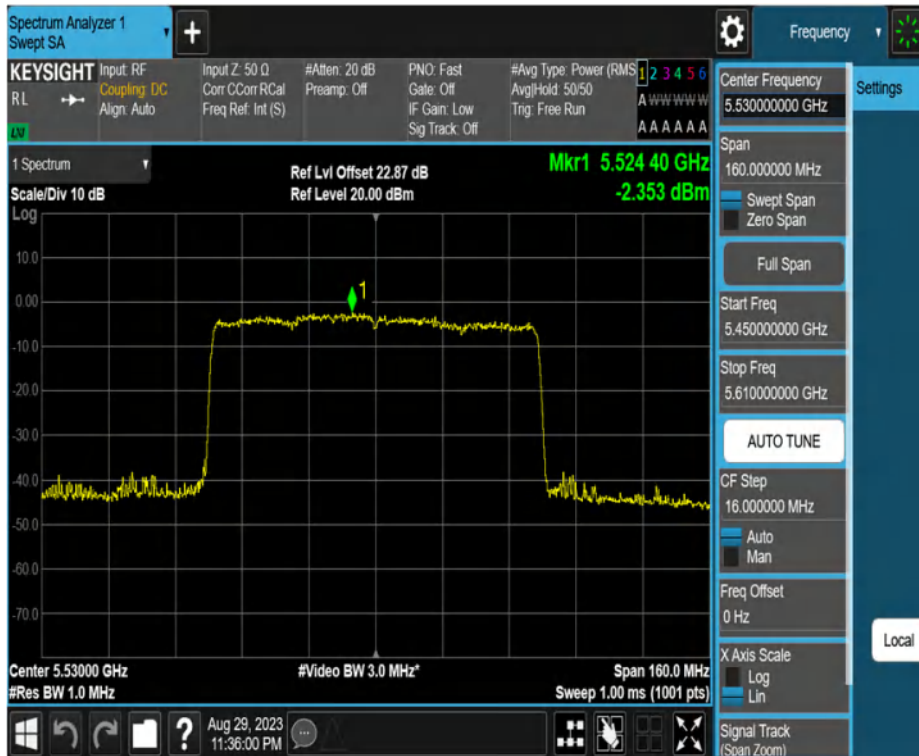 Spectrum Analyzer 1
Swept SA
+
Frequency
KEYSIGHT
RL
LXI
Input: RF
Coupling: DC
Align: Auto
Input Z: 50 Ω
Corr CCorr RCal
Freq Ref: Int (S)
#Atten: 20 dB
Preamp: Off
PNO: Fast
Gate: Off
IF Gain: Low
Sig Track: Off
#Avg Type: Power (RMS
Avg|Hold: 50/50
Trig: Free Run
1 2 3 4 5 6
A W W W W W
A A A A A A
1 Spectrum
Scale/Div 10 dB
Ref Lvl Offset 22.87 dB
Ref Level 20.00 dBm
Mkr1 5.524 40 GHz
-2.353 dBm
Log
10.0
0.00
-10.0
-20.0
-30.0
-40.0
-50.0
-60.0
-70.0
1
Center 5.53000 GHz
#Res BW 1.0 MHz
#Video BW 3.0 MHz*
Span 160.0 MHz
Sweep 1.00 ms (1001 pts)
?
Aug 29, 2023
11:36:00 PM
Center Frequency
5.530000000 GHz
Span
160.000000 MHz
Swept Span
Zero Span
Full Span
Start Freq
5.450000000 GHz
Stop Freq
5.610000000 GHz
AUTO TUNE
CF Step
16.000000 MHz
Auto
Man
Freq Offset
0 Hz
X Axis Scale
Log
Lin
Signal Track
(Span Zoom)
Settings
Local